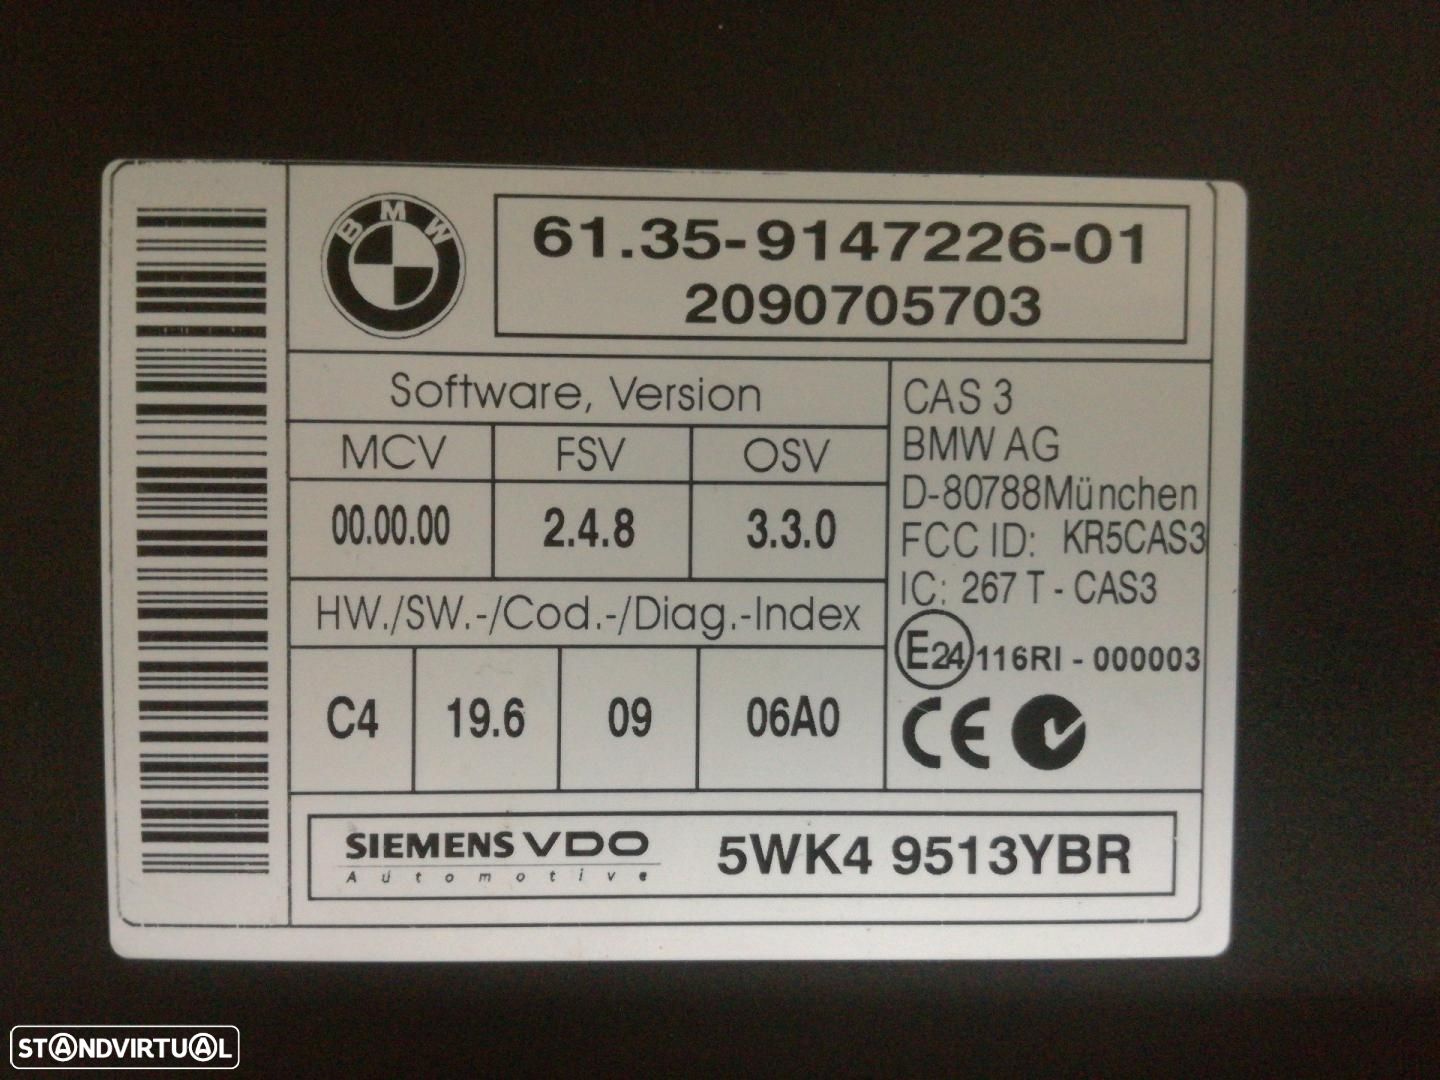 BMW
61.35-9147226-01
2090705703
Software, Version
MCV FSV OSV
00.00.00 2.4.8 3.3.0
HW./SW.-/Cod.-/Diag.-Index
C4 19.6 09 06A0
CAS 3
BMW AG
D-80788München
FCC ID: KR5CAS3
IC: 267 T - CAS3
E24 116RI - 000003
CE
SIEMENS VDO
Automotive
5WK4 9513YBR
STANDVIRTUAL